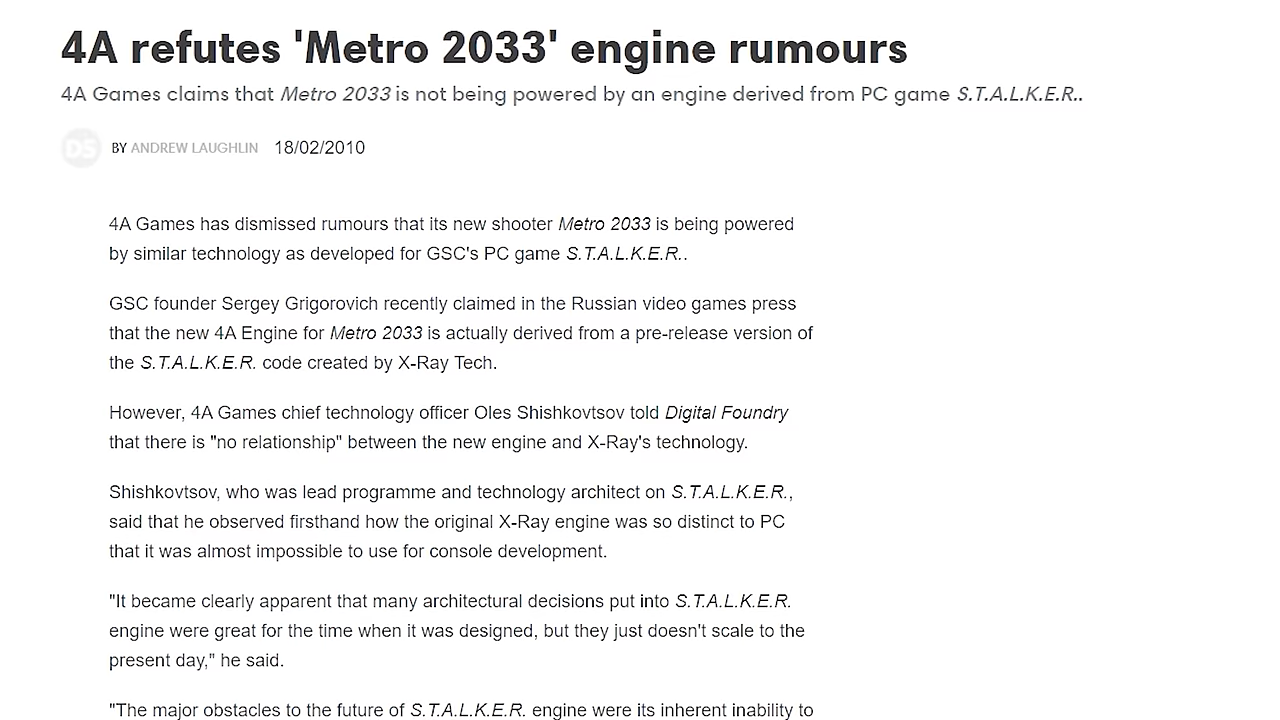 4A refutes 'Metro 2033' engine rumours
4A Games claims that Metro 2033 is not being powered by an engine derived from PC game S.T.A.L.K.E.R..
DS BY ANDREW LAUGHLIN 18/02/2010
4A Games has dismissed rumours that its new shooter Metro 2033 is being powered
by similar technology as developed for GSC's PC game S.T.A.L.K.E.R..
GSC founder Sergey Grigorovich recently claimed in the Russian video games press
that the new 4A Engine for Metro 2033 is actually derived from a pre-release version of
the S.T.A.L.K.E.R. code created by X-Ray Tech.
However, 4A Games chief technology officer Oles Shishkovtsov told Digital Foundry
that there is "no relationship" between the new engine and X-Ray's technology.
Shishkovtsov, who was lead programme and technology architect on S.T.A.L.K.E.R.,
said that he observed firsthand how the original X-Ray engine was so distinct to PC
that it was almost impossible to use for console development.
"It became clearly apparent that many architectural decisions put into S.T.A.L.K.E.R.
engine were great for the time when it was designed, but they just doesn't scale to the
present day," he said.
"The major obstacles to the future of S.T.A.L.K.E.R. engine were its inherent inability to